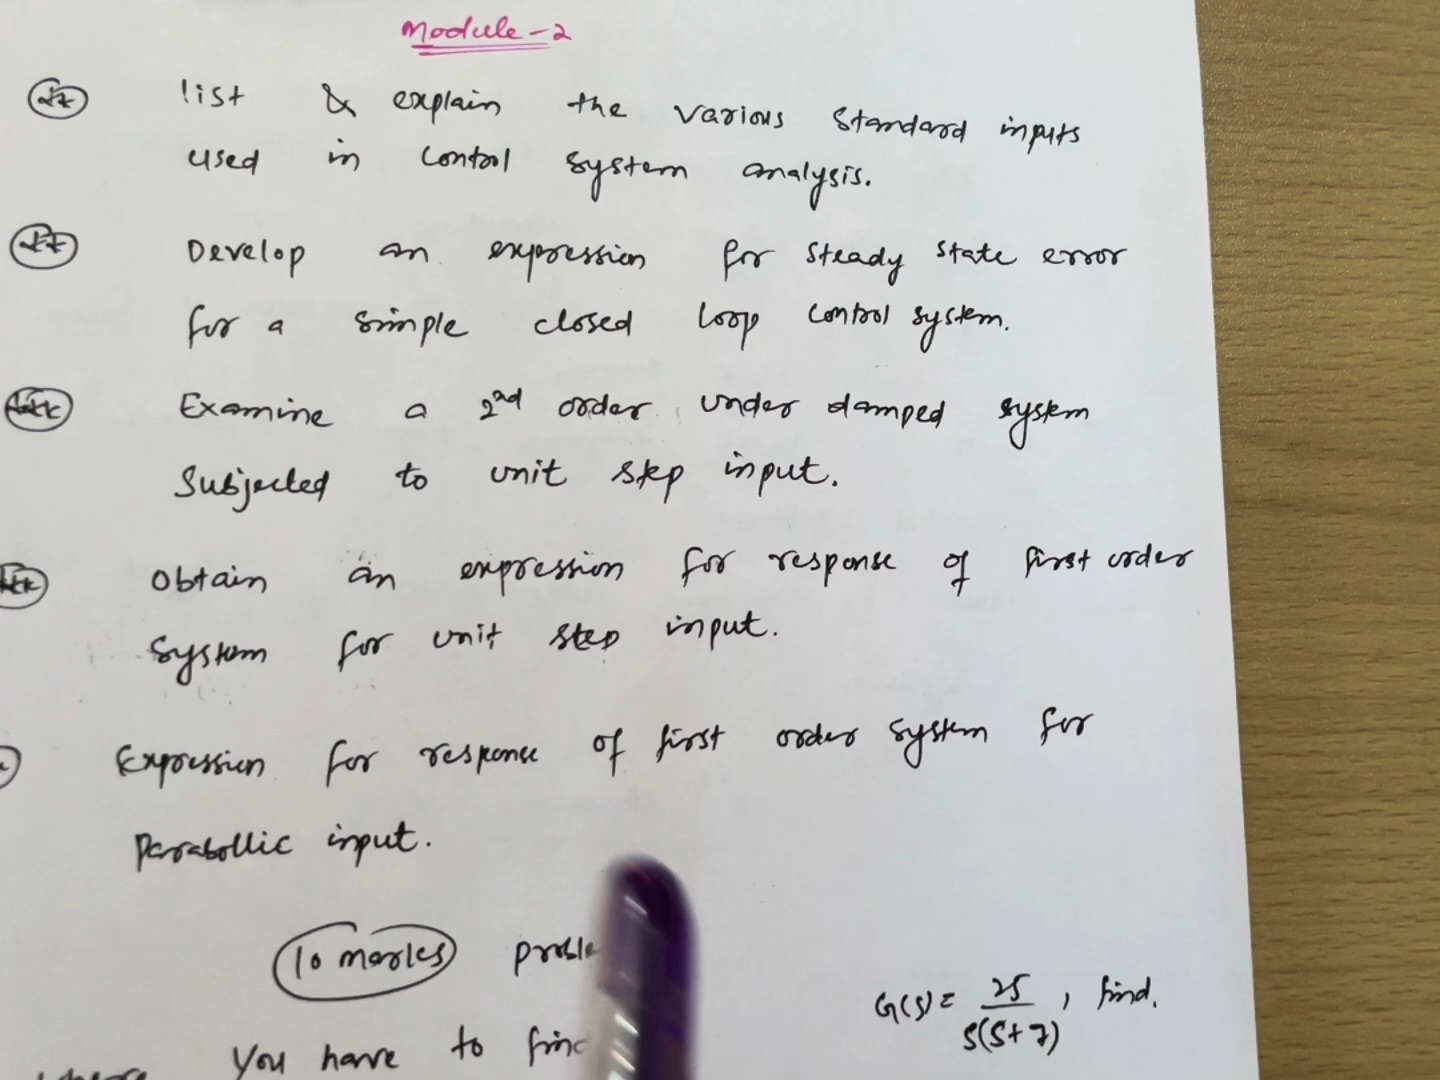 Module-2
list & explain the various standard inputs
used in control system analysis.
Develop an expression for steady state error
for a simple closed loop control system.
Examine a 2nd order under damped system
Subjected to unit step input.
Obtain an expression for response of first order
System for unit step input.
Expression for response of first order system for
Parabollic input.
10 marks
G(s) = 25/s(s+7), find.
You have to